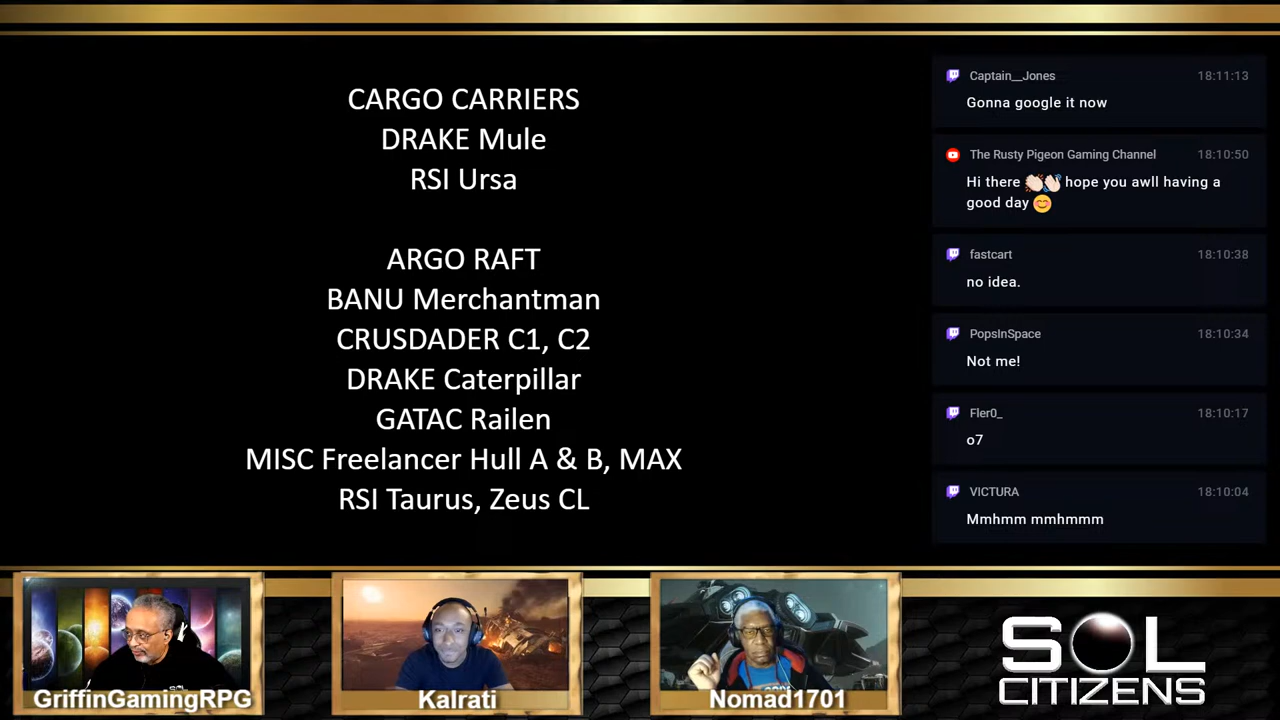 CARGO CARRIERS
DRAKE Mule
RSI Ursa
ARGO RAFT
BANU Merchantman
CRUSDADER C1, C2
DRAKE Caterpillar
GATAC Railen
MISC Freelancer Hull A & B, MAX
RSI Taurus, Zeus CL
Captain__Jones 18:11:13
Gonna google it now
The Rusty Pigeon Gaming Channel 18:10:50
Hi there 👏🏻👋🏻 hope you awll having a
good day 😊
fastcart 18:10:38
no idea.
PopsInSpace 18:10:34
Not me!
Fler0_ 18:10:17
o7
VICTURA 18:10:04
Mmhmm mmhmmm
GriffinGamingRPG
Kalrati
Nomad1701
SOL
CITIZENS